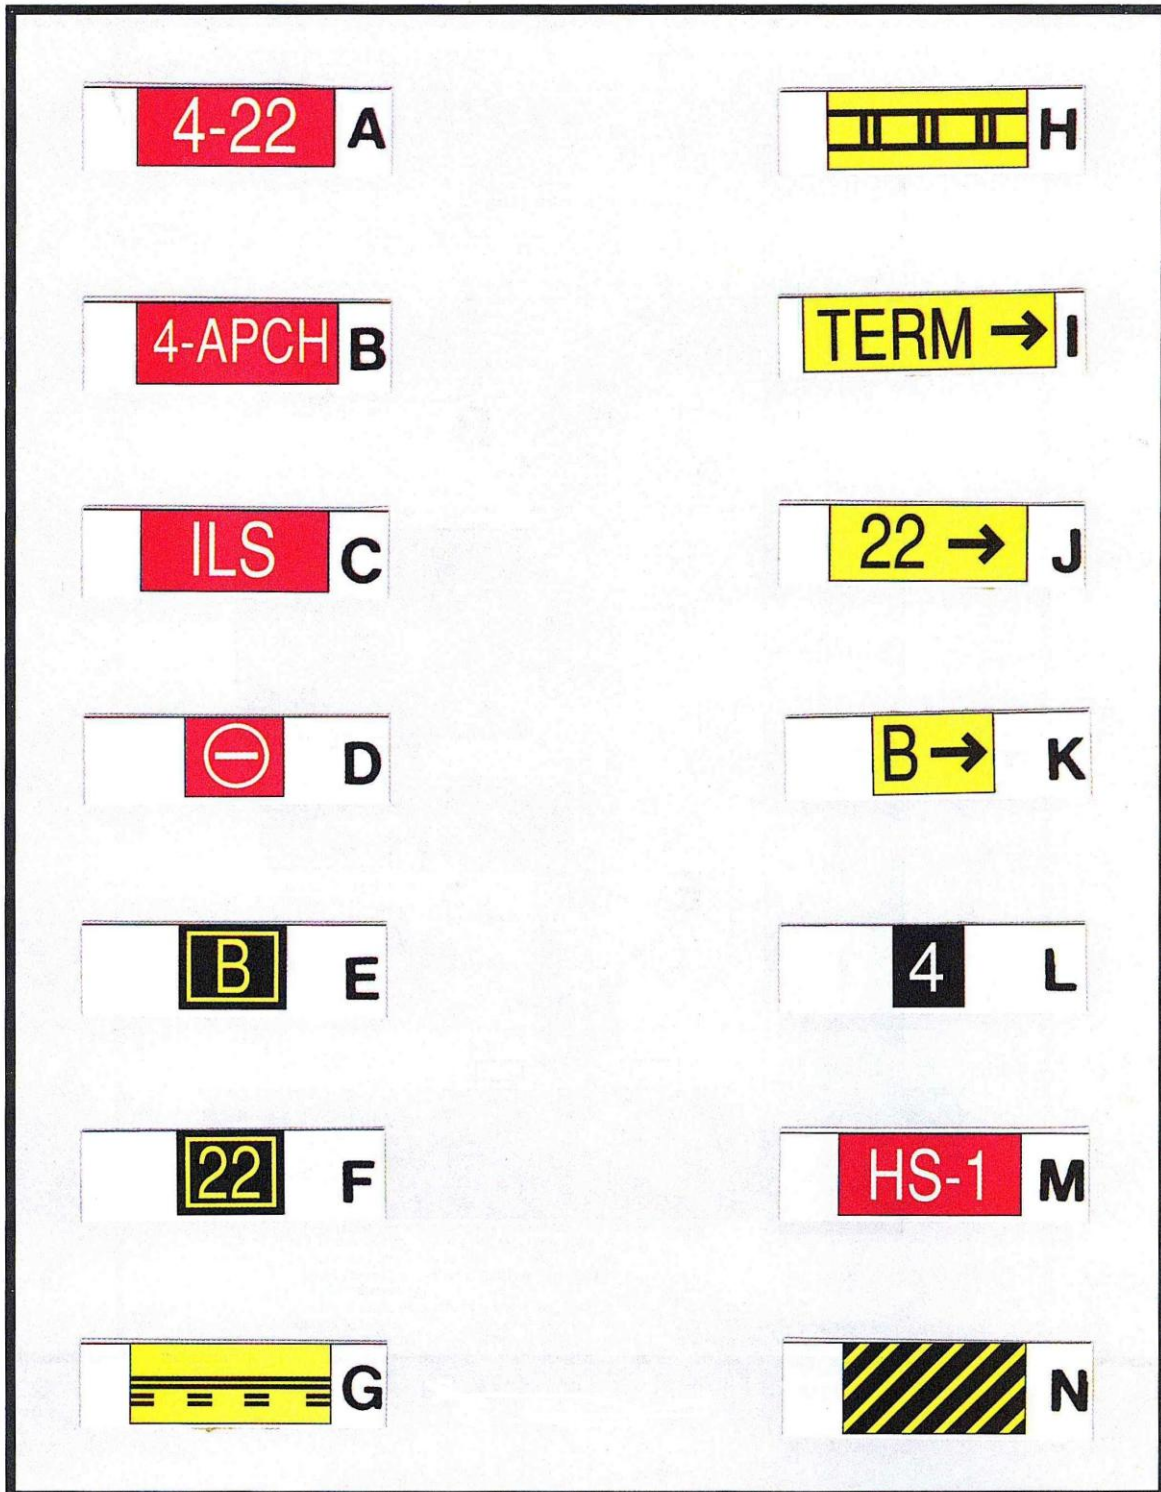 4-22 A
4-APCH B
ILS C
D
B E
22 F
G
H
TERM → I
22 → J
B → K
4 L
HS-1 M
N